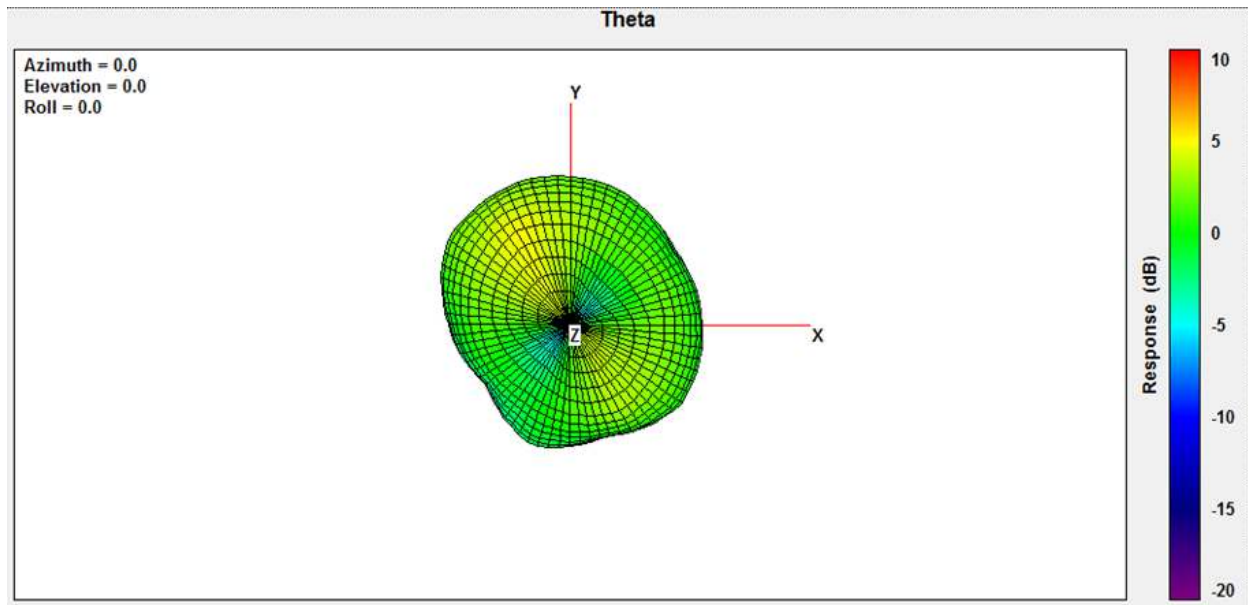 Theta
Azimuth = 0.0
Elevation = 0.0
Roll = 0.0
Y
Z
X
Response (dB)
10
5
0
-5
-10
-15
-20